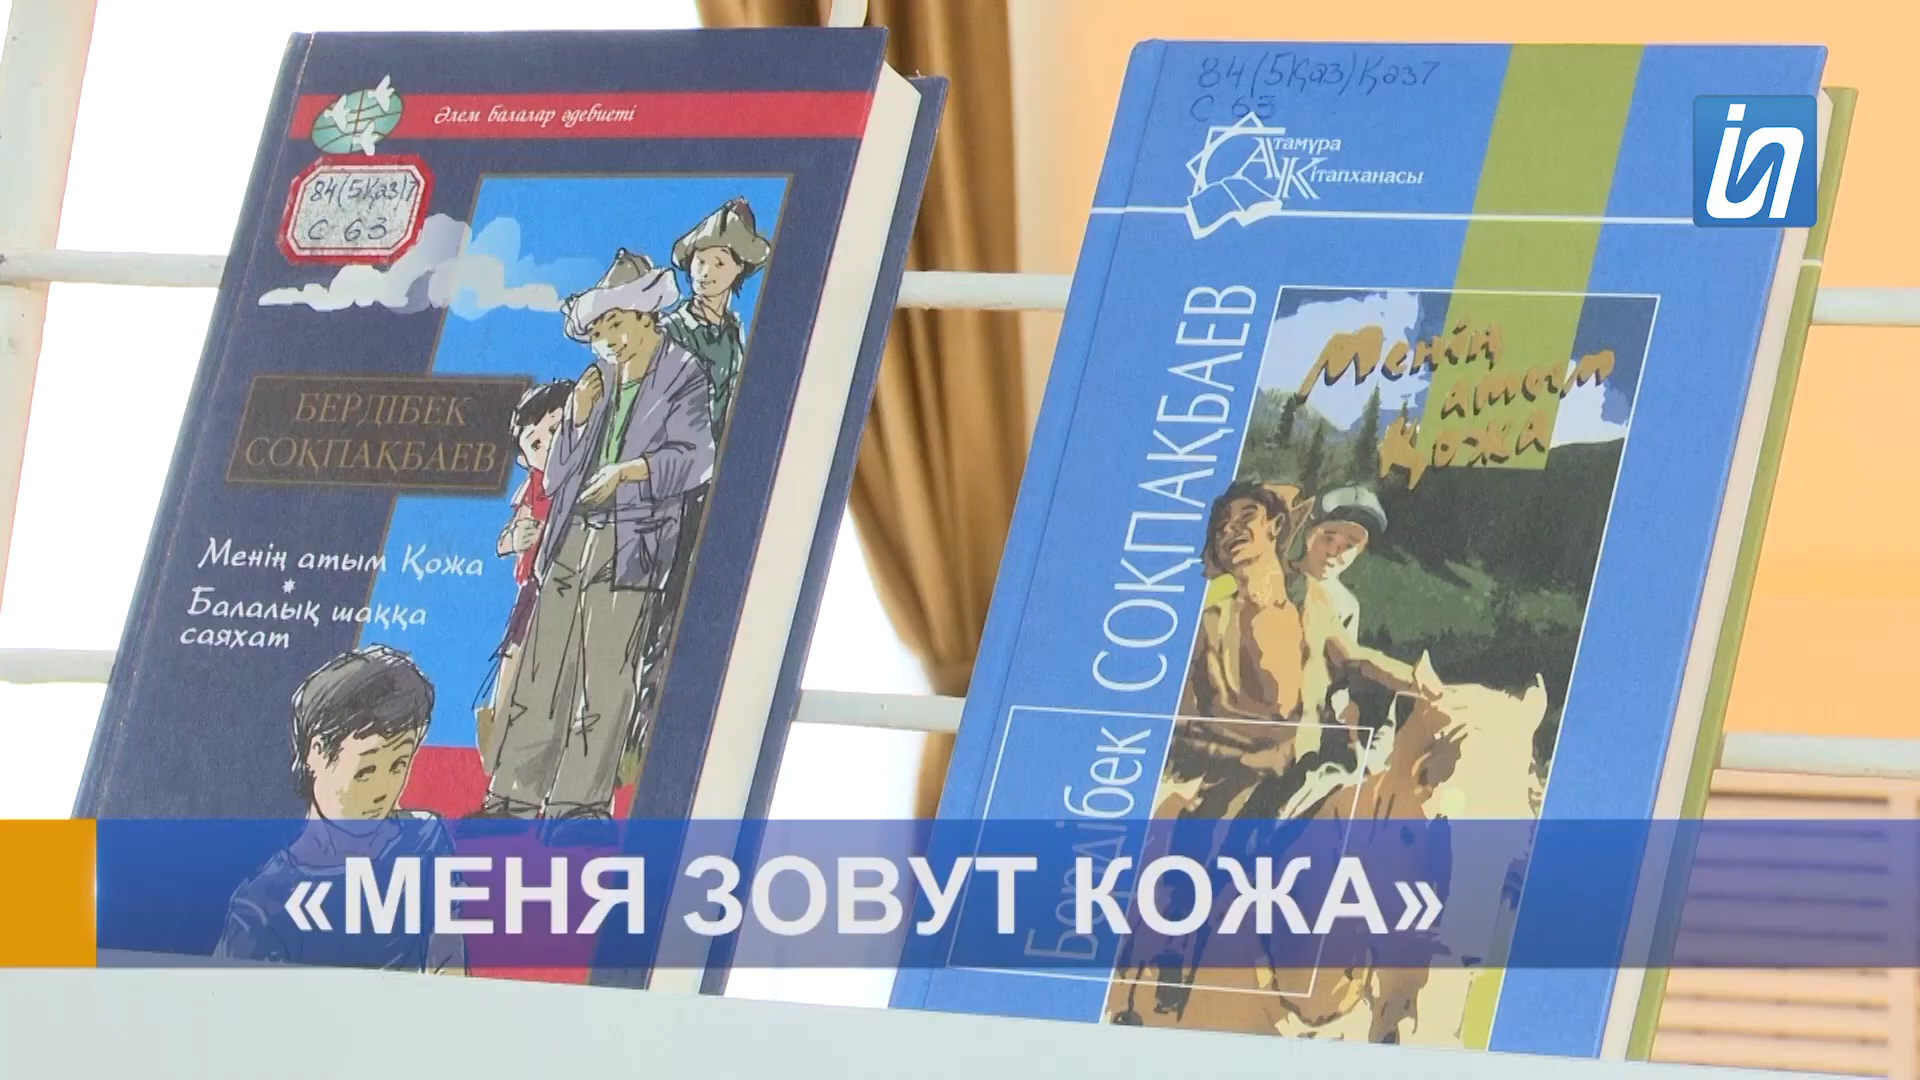 Әлем балалар әдебиеті
84(5Қаз)7
С 63
БЕРДІБЕК
СОҚПАҚБАЕВ
Менің атым Қожа
*
Балалық шаққа
саяхат
84(5Қаз)Қаз7
С 63
Атамұра
Кітапханасы
Бердібек СОҚПАҚБАЕВ
Менің
атым
Қожа
«МЕНЯ ЗОВУТ КОЖА»